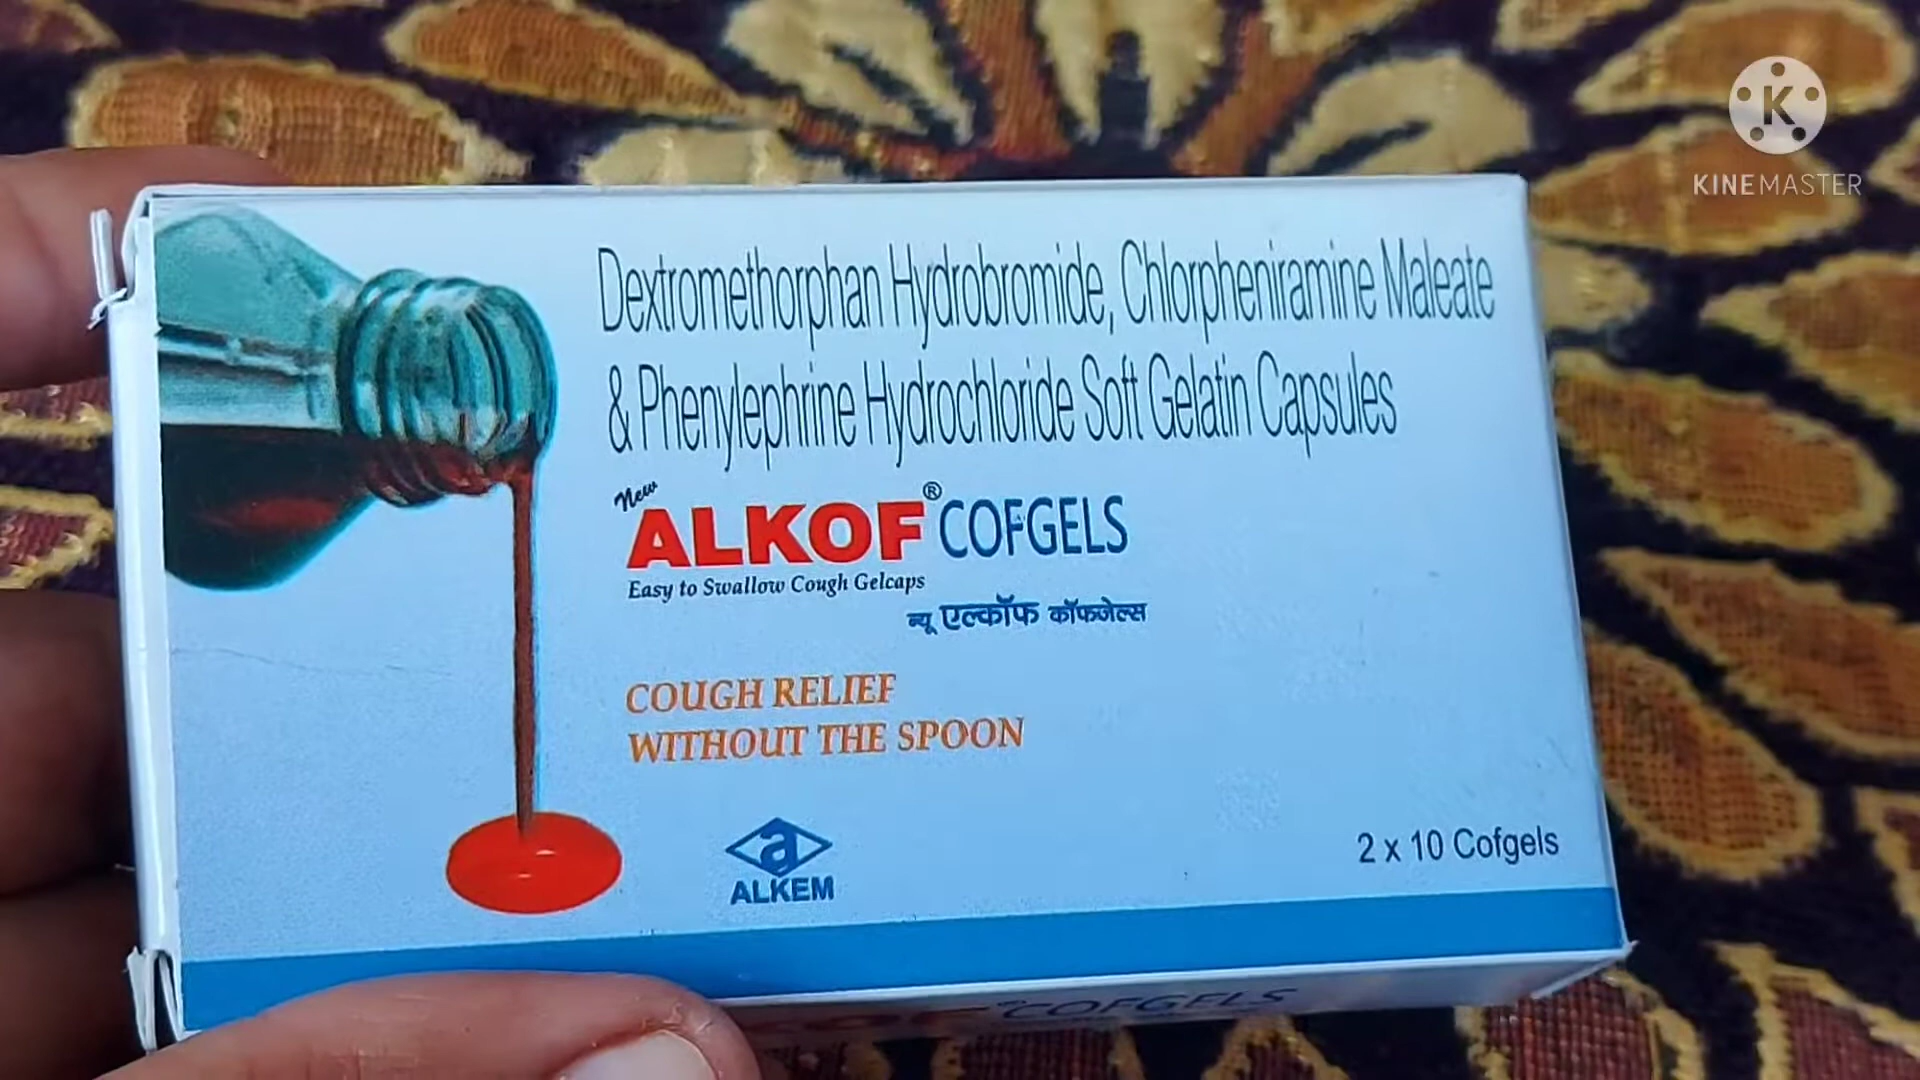 KINEMASTER
Dextromethorphan Hydrobromide, Chlorpheniramine Maleate
& Phenylephrine Hydrochloride Soft Gelatin Capsules
New
ALKOF® COFGELS
Easy to Swallow Cough Gelcaps
न्यू एल्कॉफ कॉफजेल्स
COUGH RELIEF
WITHOUT THE SPOON
a
ALKEM
2 x 10 Cofgels
COFGELS